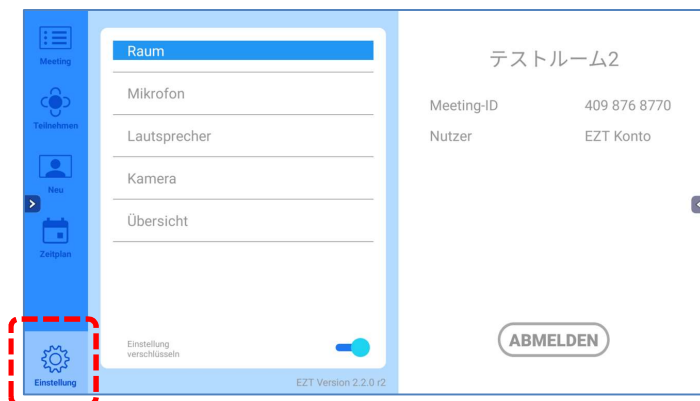 Meeting
Teilnehmen
Neu
Zeitplan
Einstellung
Raum
Mikrofon
Lautsprecher
Kamera
Übersicht
Einstellung
verschlüsseln
EZT Version 2.2.0 r2
テストルーム2
Meeting-ID 409 876 8770
Nutzer EZT Konto
ABMELDEN